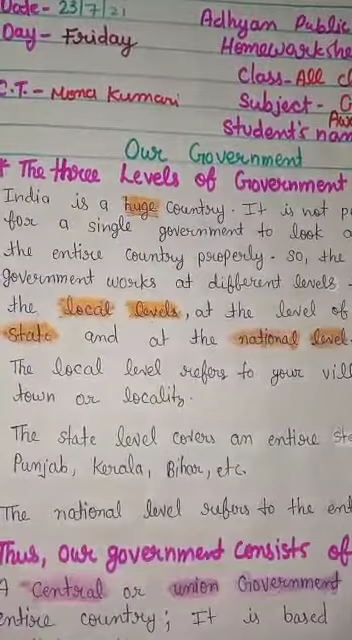 Date- 23/7/21
Adhyam Public
Day- Friday
Homeworkshe
Class- All cl
C.T.- Mona Kumari
Subject- G
Aw
Student's nam
Our Government
* The three Levels of Government
India is a huge country. It is not p
for a single government to look a
the entire country properly. So, the
government works at different levels -
the local levels, at the level of
state and at the national level.
The local level refers to your vill
town or locality.
The state level covers an entire sta
Punjab, Kerala, Bihar, etc.
The national level refers to the ent
Thus, our government consists of
A Central or union Government
entire country; It is based